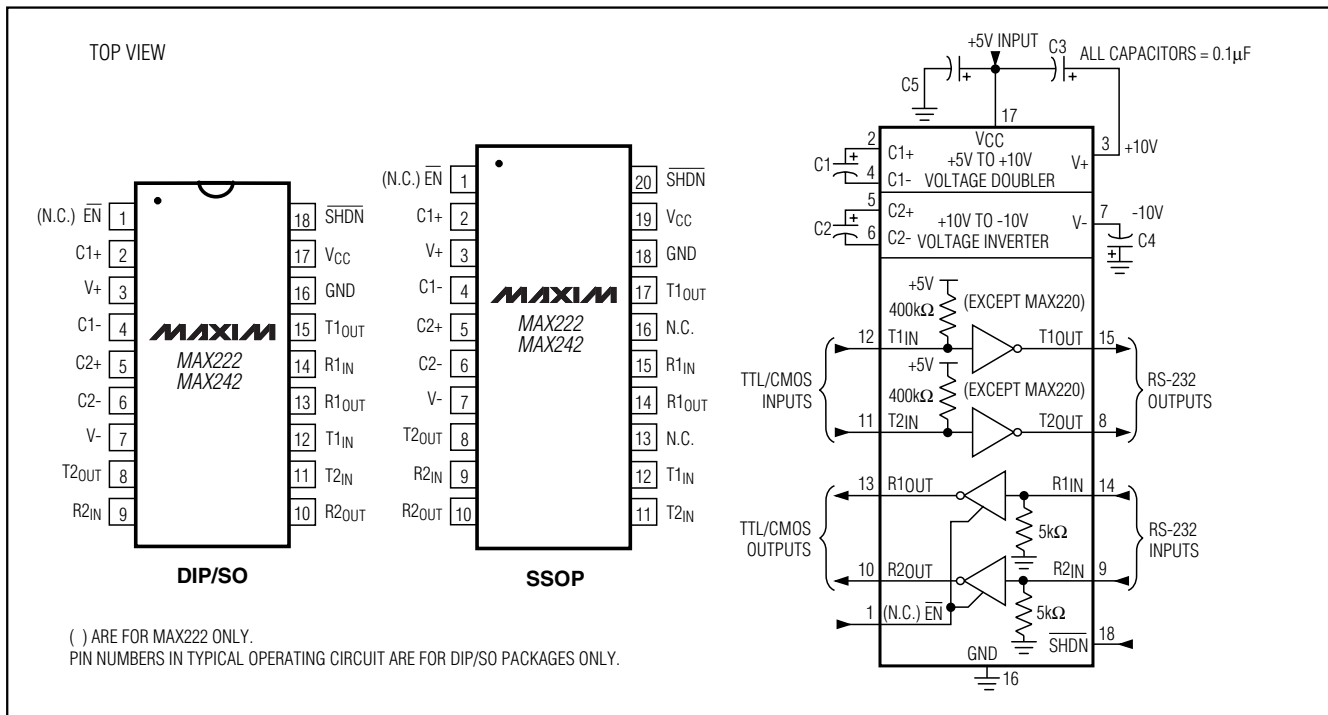 TOP VIEW
(N.C.) EN 1
C1+ 2
V+ 3
C1- 4
C2+ 5
C2- 6
V- 7
T2OUT 8
R2IN 9
18 SHDN
17 VCC
16 GND
15 T1OUT
14 R1IN
13 R1OUT
12 T1IN
11 T2IN
10 R2OUT
MAXIM
MAX222
MAX242
DIP/SO
(N.C.) EN 1
C1+ 2
V+ 3
C1- 4
C2+ 5
C2- 6
V- 7
T2OUT 8
R2IN 9
R2OUT 10
20 SHDN
19 VCC
18 GND
17 T1OUT
16 N.C.
15 R1IN
14 R1OUT
13 N.C.
12 T1IN
11 T2IN
MAXIM
MAX222
MAX242
SSOP
( ) ARE FOR MAX222 ONLY.
PIN NUMBERS IN TYPICAL OPERATING CIRCUIT ARE FOR DIP/SO PACKAGES ONLY.
+5V INPUT
C3
ALL CAPACITORS = 0.1μF
C5
+
+
17
VCC
2
C1+
+5V TO +10V
VOLTAGE DOUBLER
V+
3
+10V
C1
+
4
C1-
5
C2+
+10V TO -10V
VOLTAGE INVERTER
V-
7
-10V
C2
+
6
C2-
C4
+
+5V
400kΩ
(EXCEPT MAX220)
12
T1IN
T1OUT
15
+5V
400kΩ
(EXCEPT MAX220)
TTL/CMOS
INPUTS
RS-232
OUTPUTS
11
T2IN
T2OUT
8
13
R1OUT
R1IN
14
5kΩ
TTL/CMOS
OUTPUTS
RS-232
INPUTS
10
R2OUT
R2IN
9
5kΩ
1
(N.C.) EN
SHDN
18
GND
16